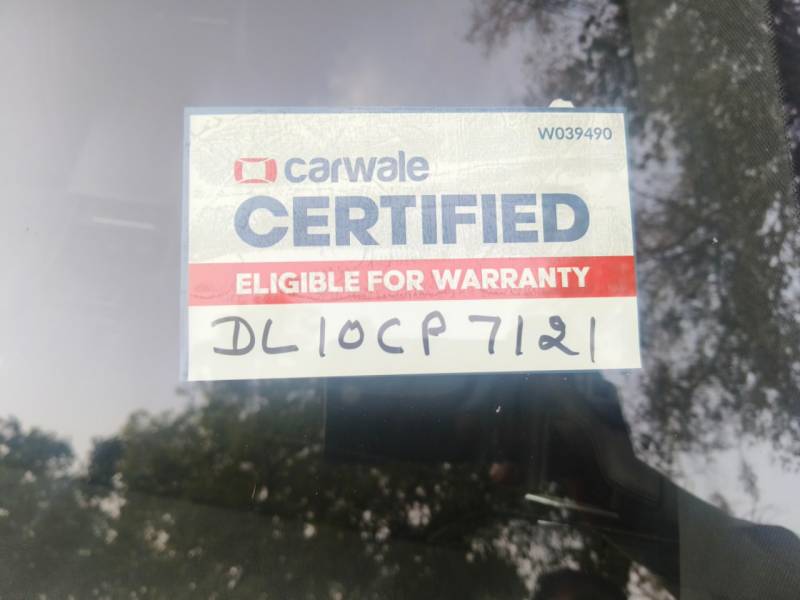 W039490
carwale
CERTIFIED
ELIGIBLE FOR WARRANTY
DL10CP7121